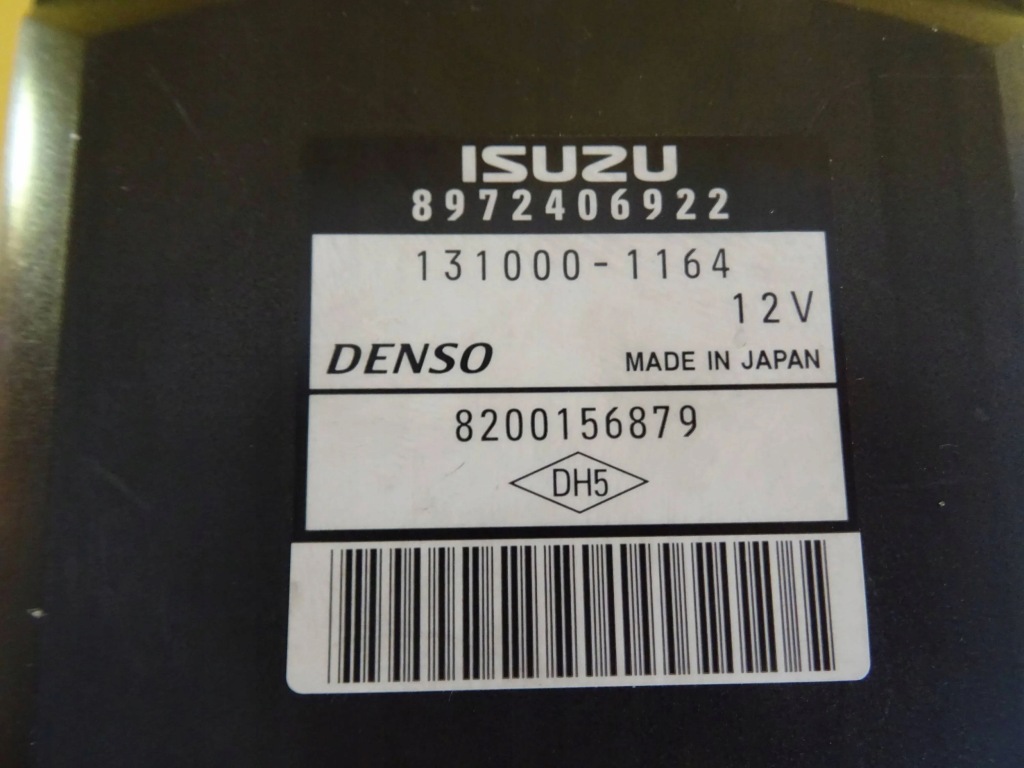 ISUZU
8972406922
131000-1164
12V
DENSO MADE IN JAPAN
8200156879
DH5